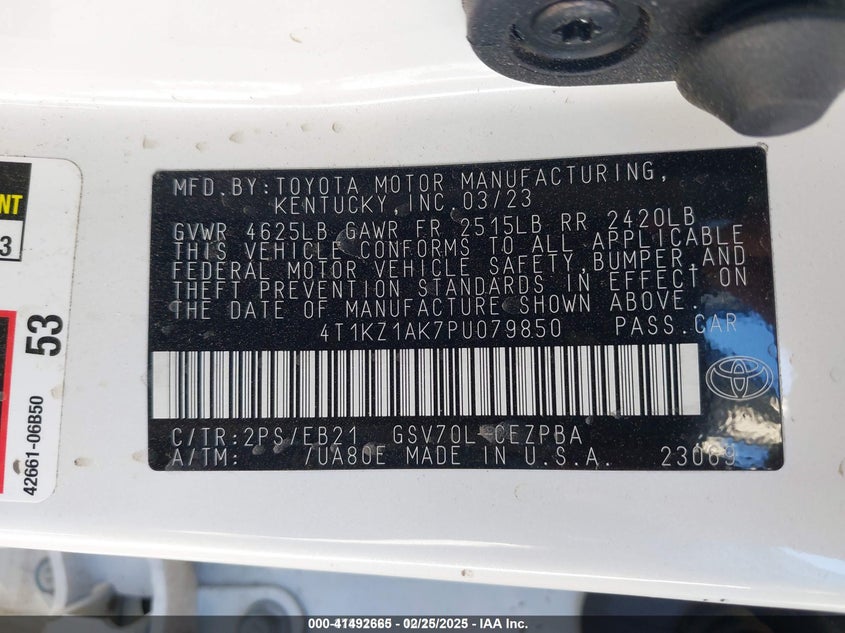 MFD.BY:TOYOTA MOTOR MANUFACTURING,
KENTUCKY, INC.03/23
GVWR 4625LB GAWR FR 2515LB RR 2420LB
THIS VEHICLE CONFORMS TO ALL APPLICABLE
FEDERAL MOTOR VEHICLE SAFETY,BUMPER,AND
THEFT PREVENTION STANDARDS IN EFFECT ON
THE DATE OF MANUFACTURE SHOWN ABOVE.
4T1KZ1AK7PU079850 PASS.CAR
C/TR:2PS/EB21 GSV70L-CEZPBA
A/TM: /UA80E MADE IN U.S.A. 23069
NT
3
53
42661-06B50
000-41492665 - 02/25/2025 - IAA Inc.